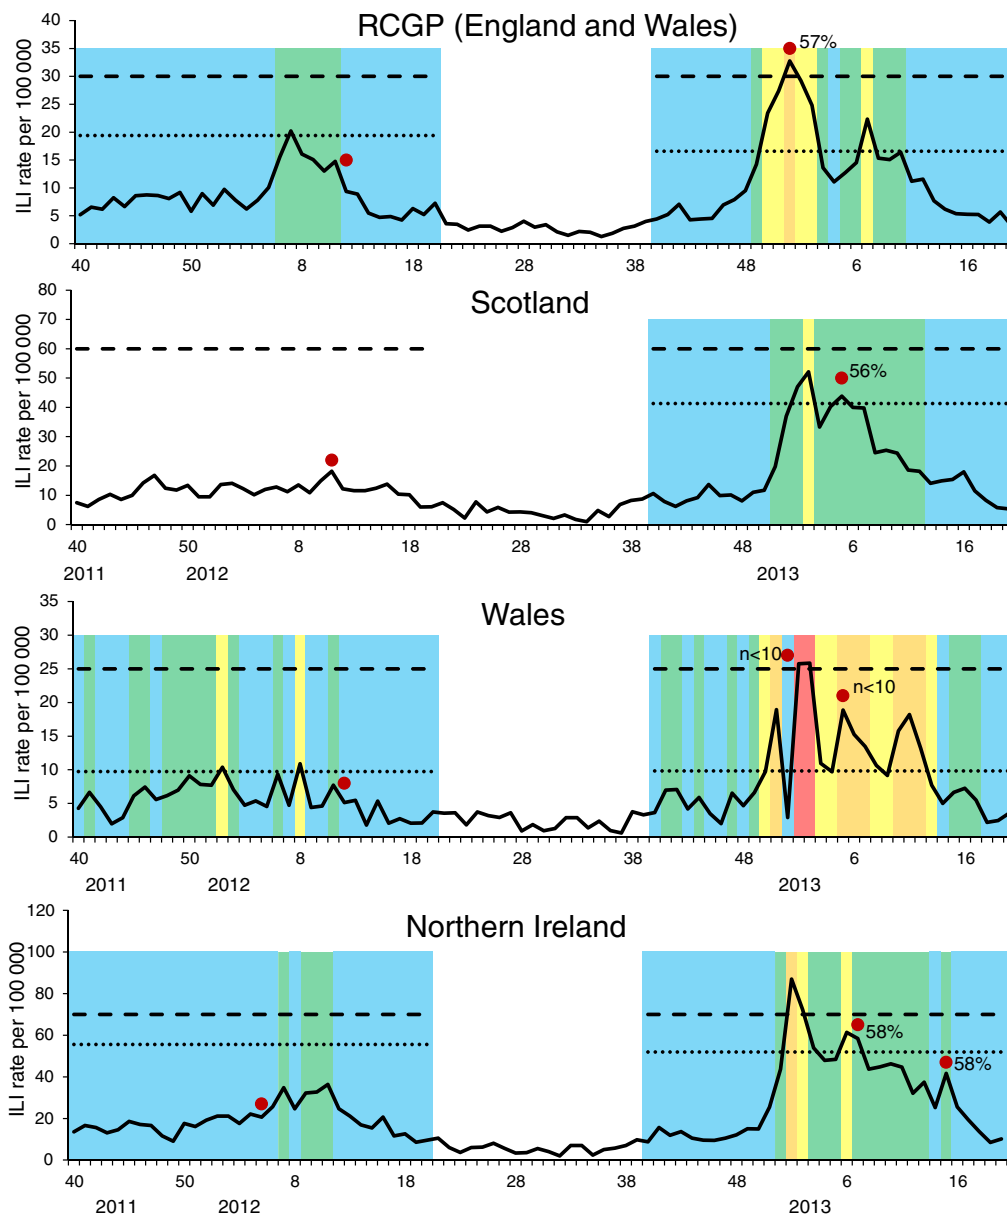 RCGP (England and Wales)
ILI rate per 100 000
40
35
30
25
20
15
10
5
0
57%
40 50 8 18 28 38 48 6 16
Scotland
ILI rate per 100 000
80
70
60
50
40
30
20
10
0
56%
40 50 8 18 28 38 48 6 16
2011 2012 2013
Wales
ILI rate per 100 000
35
30
25
20
15
10
5
0
n<10
n<10
40 50 8 18 28 38 48 6 16
2011 2012 2013
Northern Ireland
ILI rate per 100 000
120
100
80
60
40
20
0
58%
58%
40 50 8 18 28 38 48 6 16
2011 2012 2013